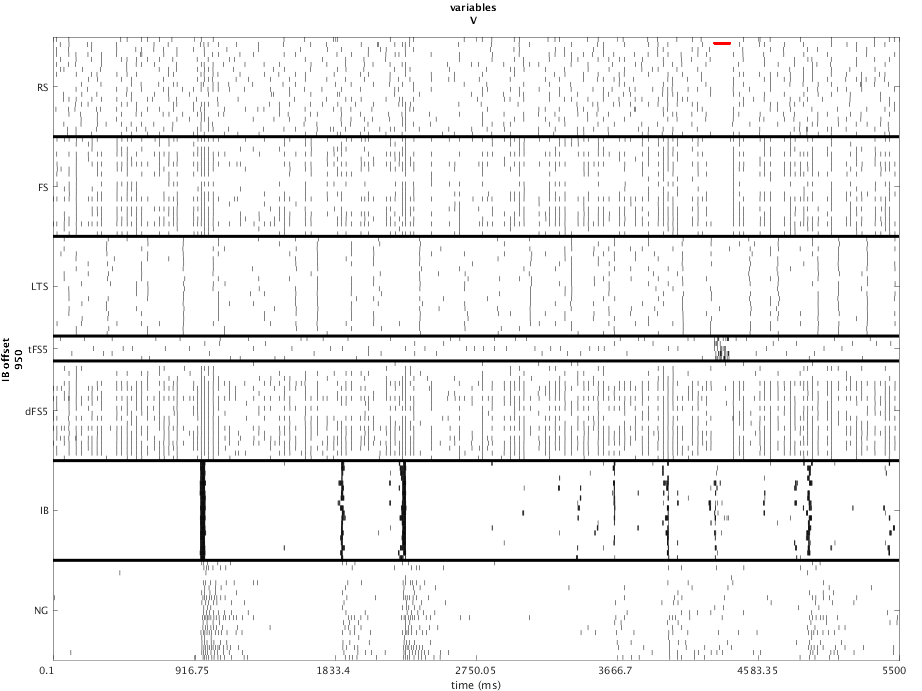 variables
V
RS
FS
LTS
IB offset
950
tFS5
dFS5
IB
NG
0.1
916.75
1833.4
2750.05
3666.7
4583.35
5500
time (ms)